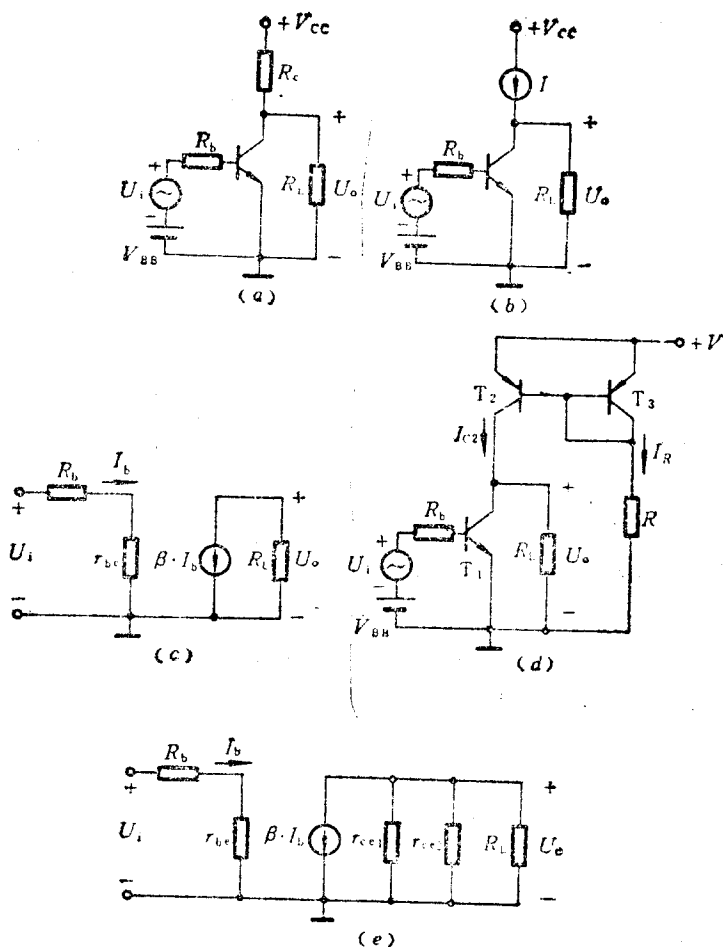 +Vcc
Rc
+
Rb
+
Ui
RL
Uo
−
VBB
−
(a)
+Vcc
I
+
Rb
+
Ui
RL
Uo
−
VBB
−
(b)
Ib
Rb
+
+
Ui
rbe
β·Ib
RL
Uo
−
−
(c)
+V
T2
T3
IC2
IR
+
R
Rb
+
Ui
T1
RL
Uo
−
−
VBB
(d)
Ib
Rb
+
+
Ui
rbe
β·Ib
rce1
rce2
RL
−
−
(e)